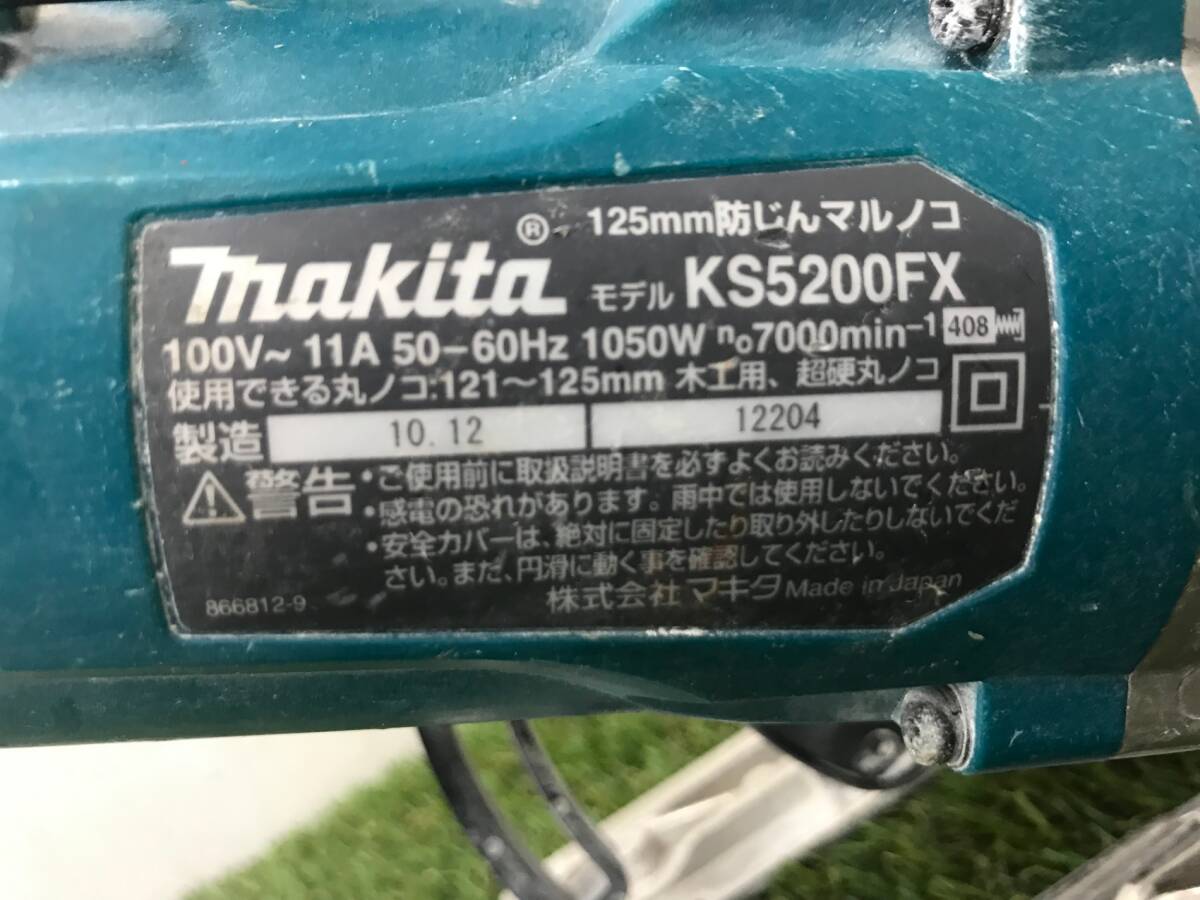 125mm防じんマルノコ
makita® モデル KS5200FX
100V~ 11A 50-60Hz 1050W n₀7000min⁻¹ 408
使用できる丸ノコ:121～125mm 木工用、超硬丸ノコ
製造 10.12 12204
⚠警告 ・ご使用前に取扱説明書を必ずよくお読みください。
・感電の恐れがあります。雨中では使用しないでください。
・安全カバーは、絶対に固定したり取り外したりしないでくだ
さい。また、円滑に動く事を確認してください。
866812-9 株式会社マキタ Made in Japan